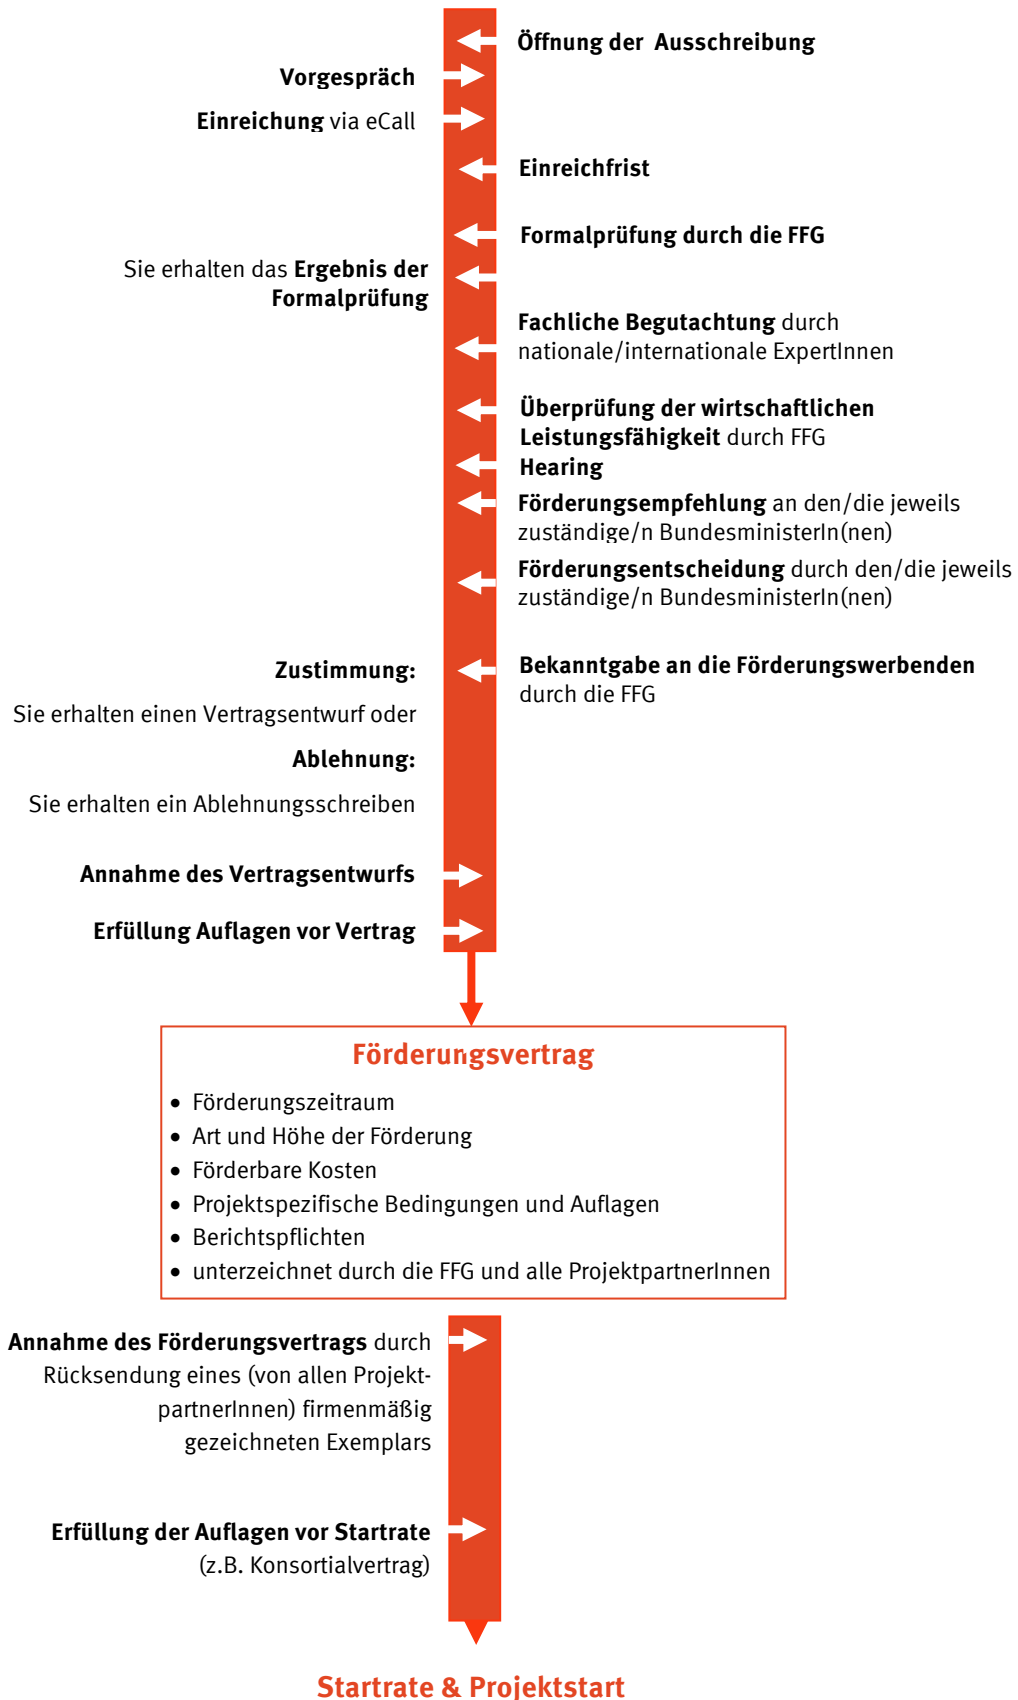 Öffnung der Ausschreibung
Vorgespräch
Einreichung via eCall
Einreichfrist
Formalprüfung durch die FFG
Sie erhalten das Ergebnis der
Formalprüfung
Fachliche Begutachtung durch
nationale/internationale ExpertInnen
Überprüfung der wirtschaftlichen
Leistungsfähigkeit durch FFG
Hearing
Förderungsempfehlung an den/die jeweils
zuständige/n BundesministerIn(nen)
Förderungsentscheidung durch den/die jeweils
zuständige/n BundesministerIn(nen)
Bekanntgabe an die Förderungswerbenden
durch die FFG
Zustimmung:
Sie erhalten einen Vertragsentwurf oder
Ablehnung:
Sie erhalten ein Ablehnungsschreiben
Annahme des Vertragsentwurfs
Erfüllung Auflagen vor Vertrag
Förderungsvertrag
• Förderungszeitraum
• Art und Höhe der Förderung
• Förderbare Kosten
• Projektspezifische Bedingungen und Auflagen
• Berichtspflichten
• unterzeichnet durch die FFG und alle ProjektpartnerInnen
Annahme des Förderungsvertrags durch
Rücksendung eines (von allen Projekt-
partnerInnen) firmenmäßig
gezeichneten Exemplars
Erfüllung der Auflagen vor Startrate
(z.B. Konsortialvertrag)
Startrate & Projektstart